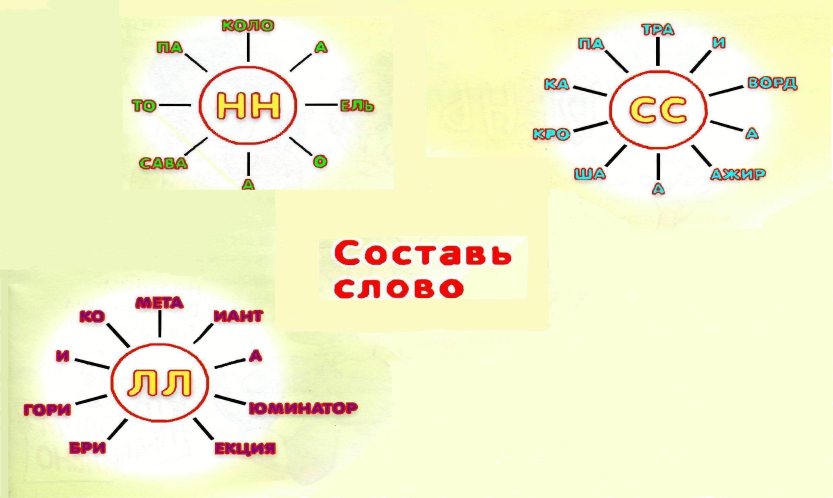 КОЛО
ПА
А
ТО
НН
ЕЛЬ
САВА
О
А
ТРА
ПА
И
КА
ВОРД
СС
КРО
А
ША
АЖИР
А
Составь
слово
МЕТА
КО
ИАНТ
И
А
ЛЛ
ГОРИ
ЮМИНАТОР
БРИ
ЕКЦИЯ